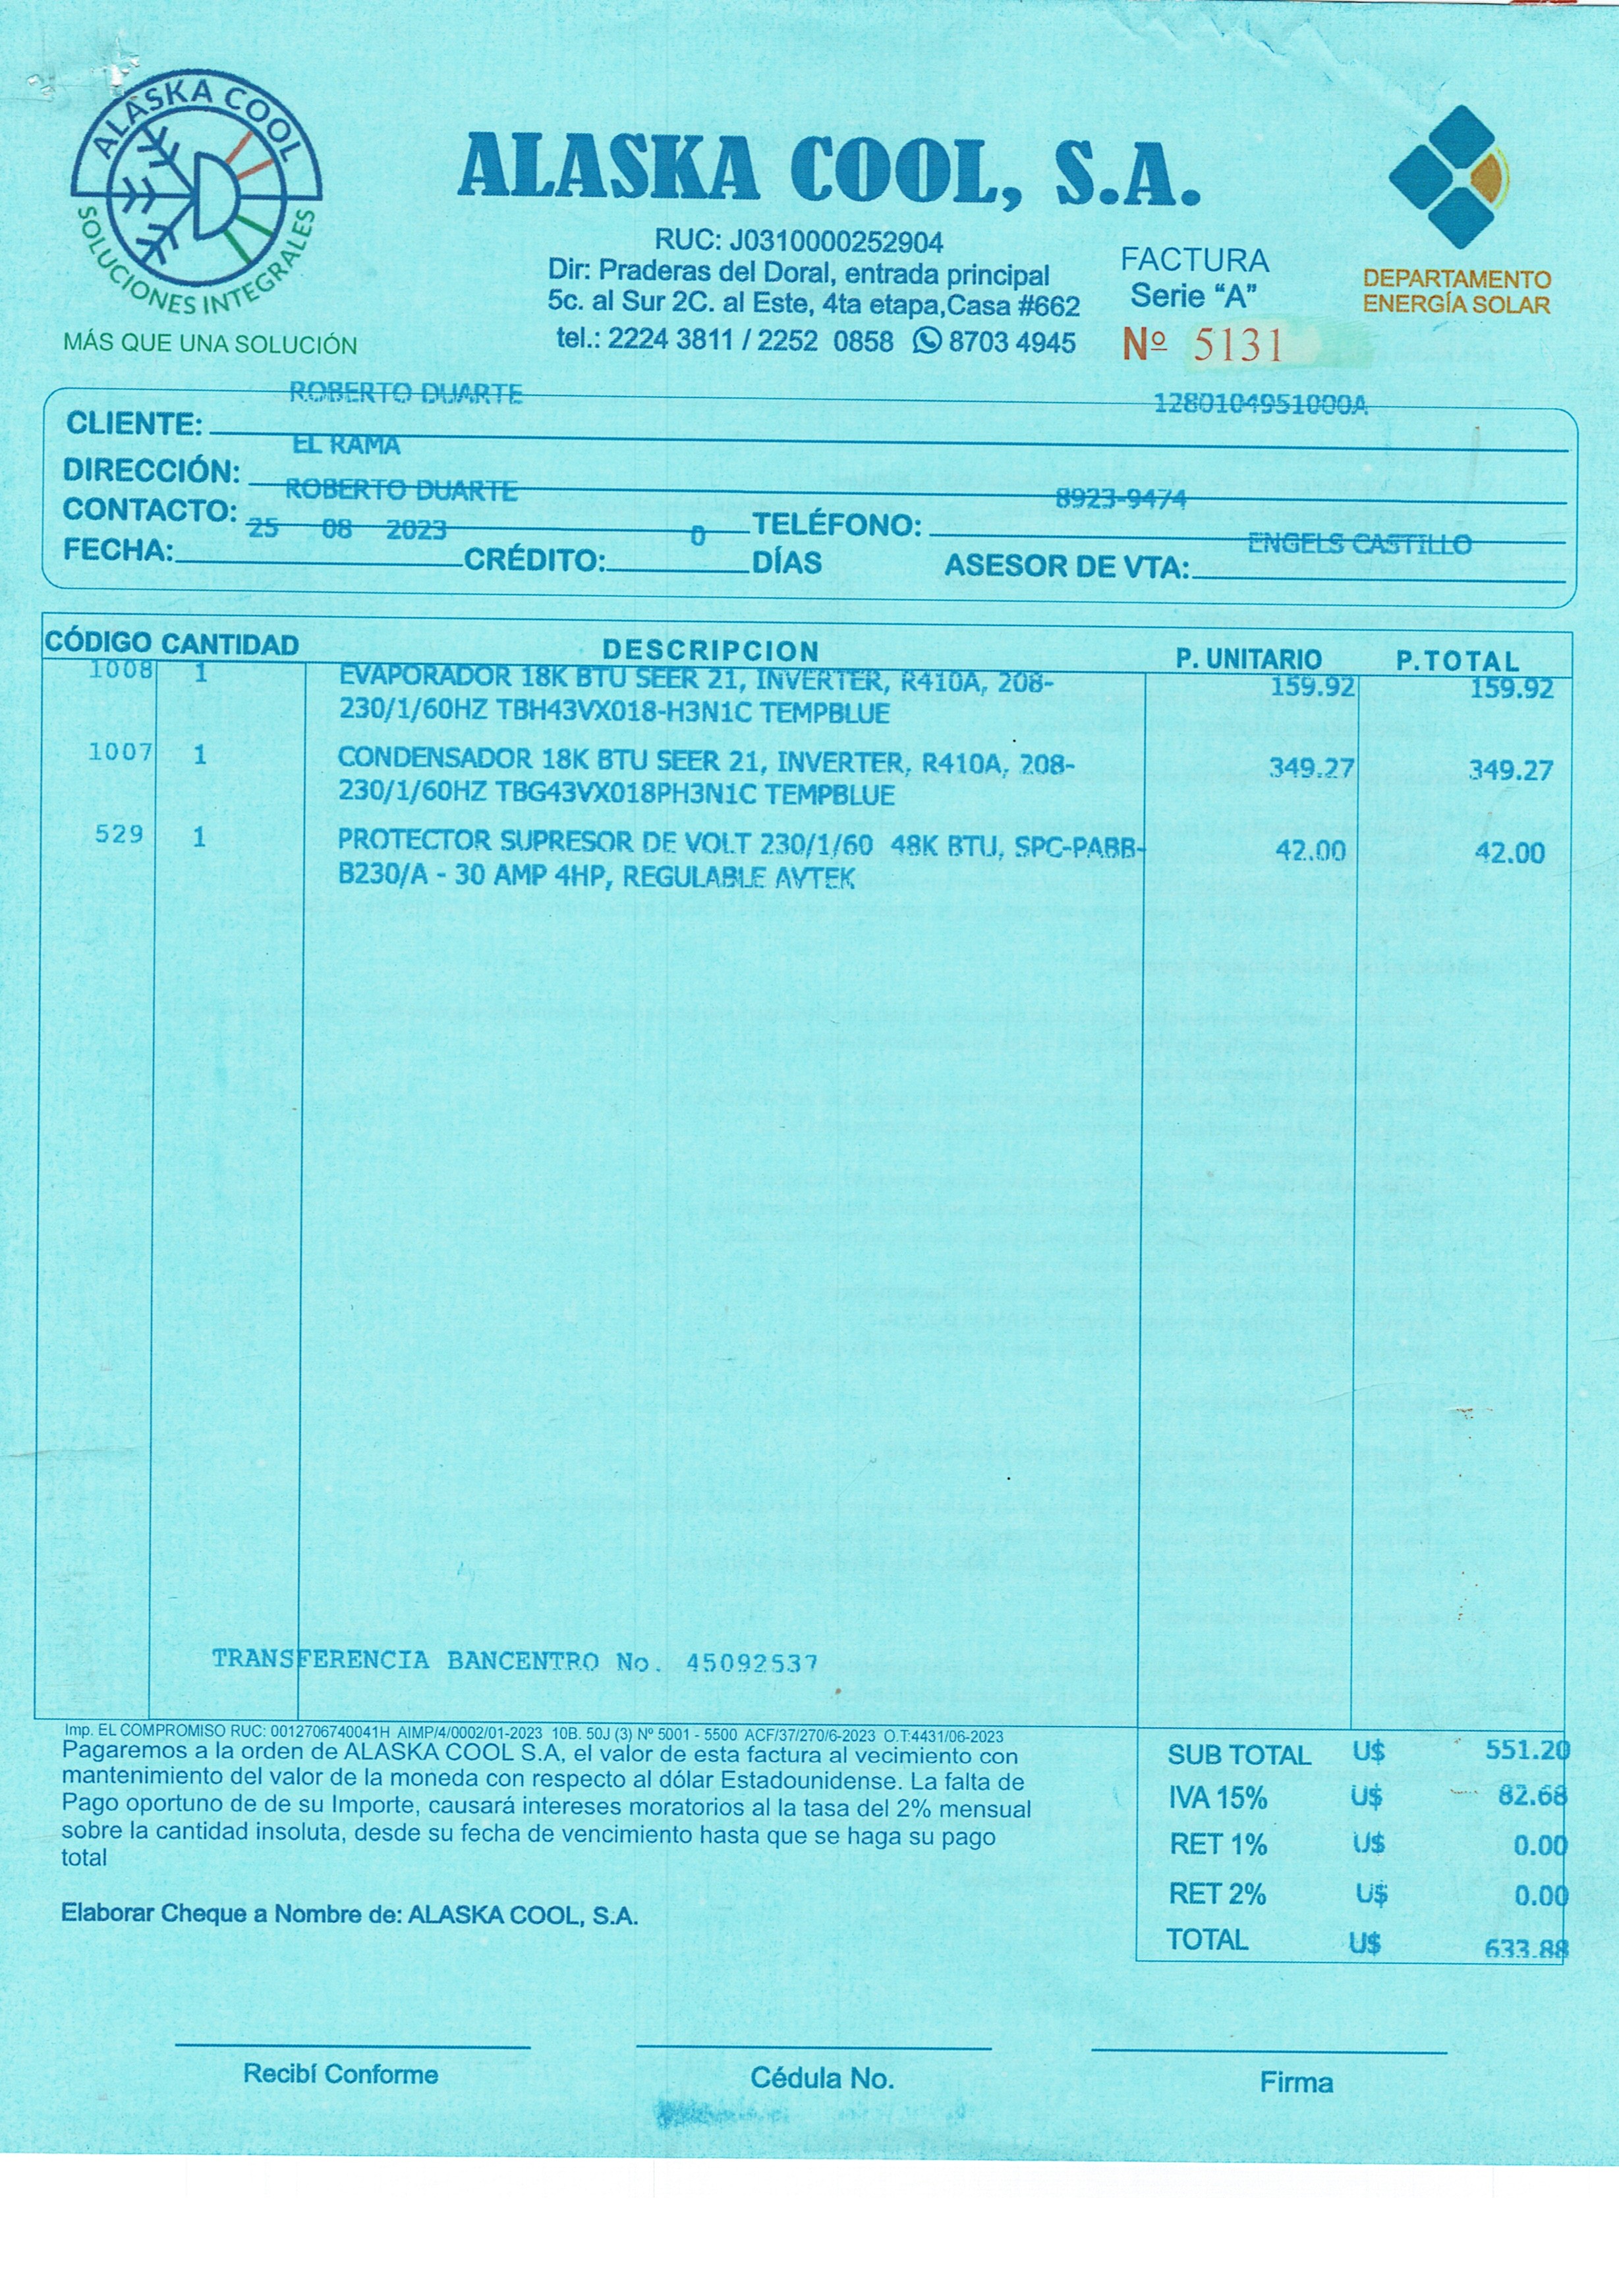 ALASKA COOL
SOLUCIONES INTEGRALES
MÁS QUE UNA SOLUCIÓN
ALASKA COOL, S.A.
RUC: J0310000252904
Dir: Praderas del Doral, entrada principal
5c. al Sur 2C. al Este, 4ta etapa,Casa #662
tel.: 2224 3811 / 2252 0858 8703 4945
FACTURA
Serie “A”
Nº 5131
DEPARTAMENTO
ENERGÍA SOLAR
CLIENTE: ROBERTO DUARTE 1280104951000A
DIRECCIÓN: EL RAMA
CONTACTO: ROBERTO DUARTE TELÉFONO: 8923-9474
FECHA: 25 08 2023 CRÉDITO: 0 DÍAS ASESOR DE VTA: ENGELS CASTILLO
CÓDIGO CANTIDAD DESCRIPCION P. UNITARIO P.TOTAL
1008 1 EVAPORADOR 18K BTU SEER 21, INVERTER, R410A, 208- 159.92 159.92
230/1/60HZ TBH43VX018-H3N1C TEMPBLUE
1007 1 CONDENSADOR 18K BTU SEER 21, INVERTER, R410A, 208- 349.27 349.27
230/1/60HZ TBG43VX018PH3N1C TEMPBLUE
529 1 PROTECTOR SUPRESOR DE VOLT 230/1/60 48K BTU, SPC-PABB- 42.00 42.00
B230/A - 30 AMP 4HP, REGULABLE AVTEK
TRANSFERENCIA BANCENTRO No. 45092537
Imp. EL COMPROMISO RUC: 0012706740041H AIMP/4/0002/01-2023 10B. 50J (3) Nº 5001 - 5500 ACF/37/270/6-2023 O.T:4431/06-2023
Pagaremos a la orden de ALASKA COOL S.A, el valor de esta factura al vecimiento con
mantenimiento del valor de la moneda con respecto al dólar Estadounidense. La falta de
Pago oportuno de de su Importe, causará intereses moratorios al la tasa del 2% mensual
sobre la cantidad insoluta, desde su fecha de vencimiento hasta que se haga su pago
total
Elaborar Cheque a Nombre de: ALASKA COOL, S.A.
SUB TOTAL U$ 551.20
IVA 15% U$ 82.68
RET 1% U$ 0.00
RET 2% U$ 0.00
TOTAL U$ 633.88
Recibí Conforme
Cédula No.
Firma